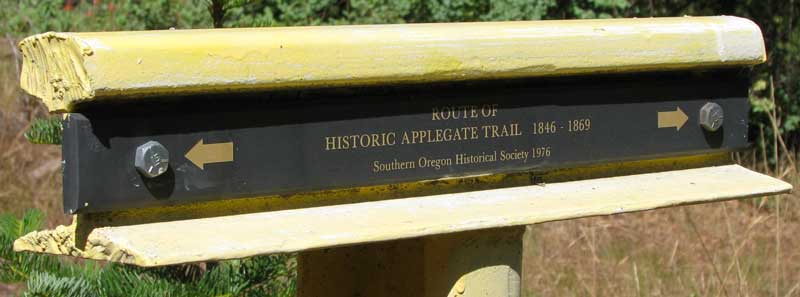 ROUTE OF
HISTORIC APPLEGATE TRAIL 1846 - 1869
Southern Oregon Historical Society 1976